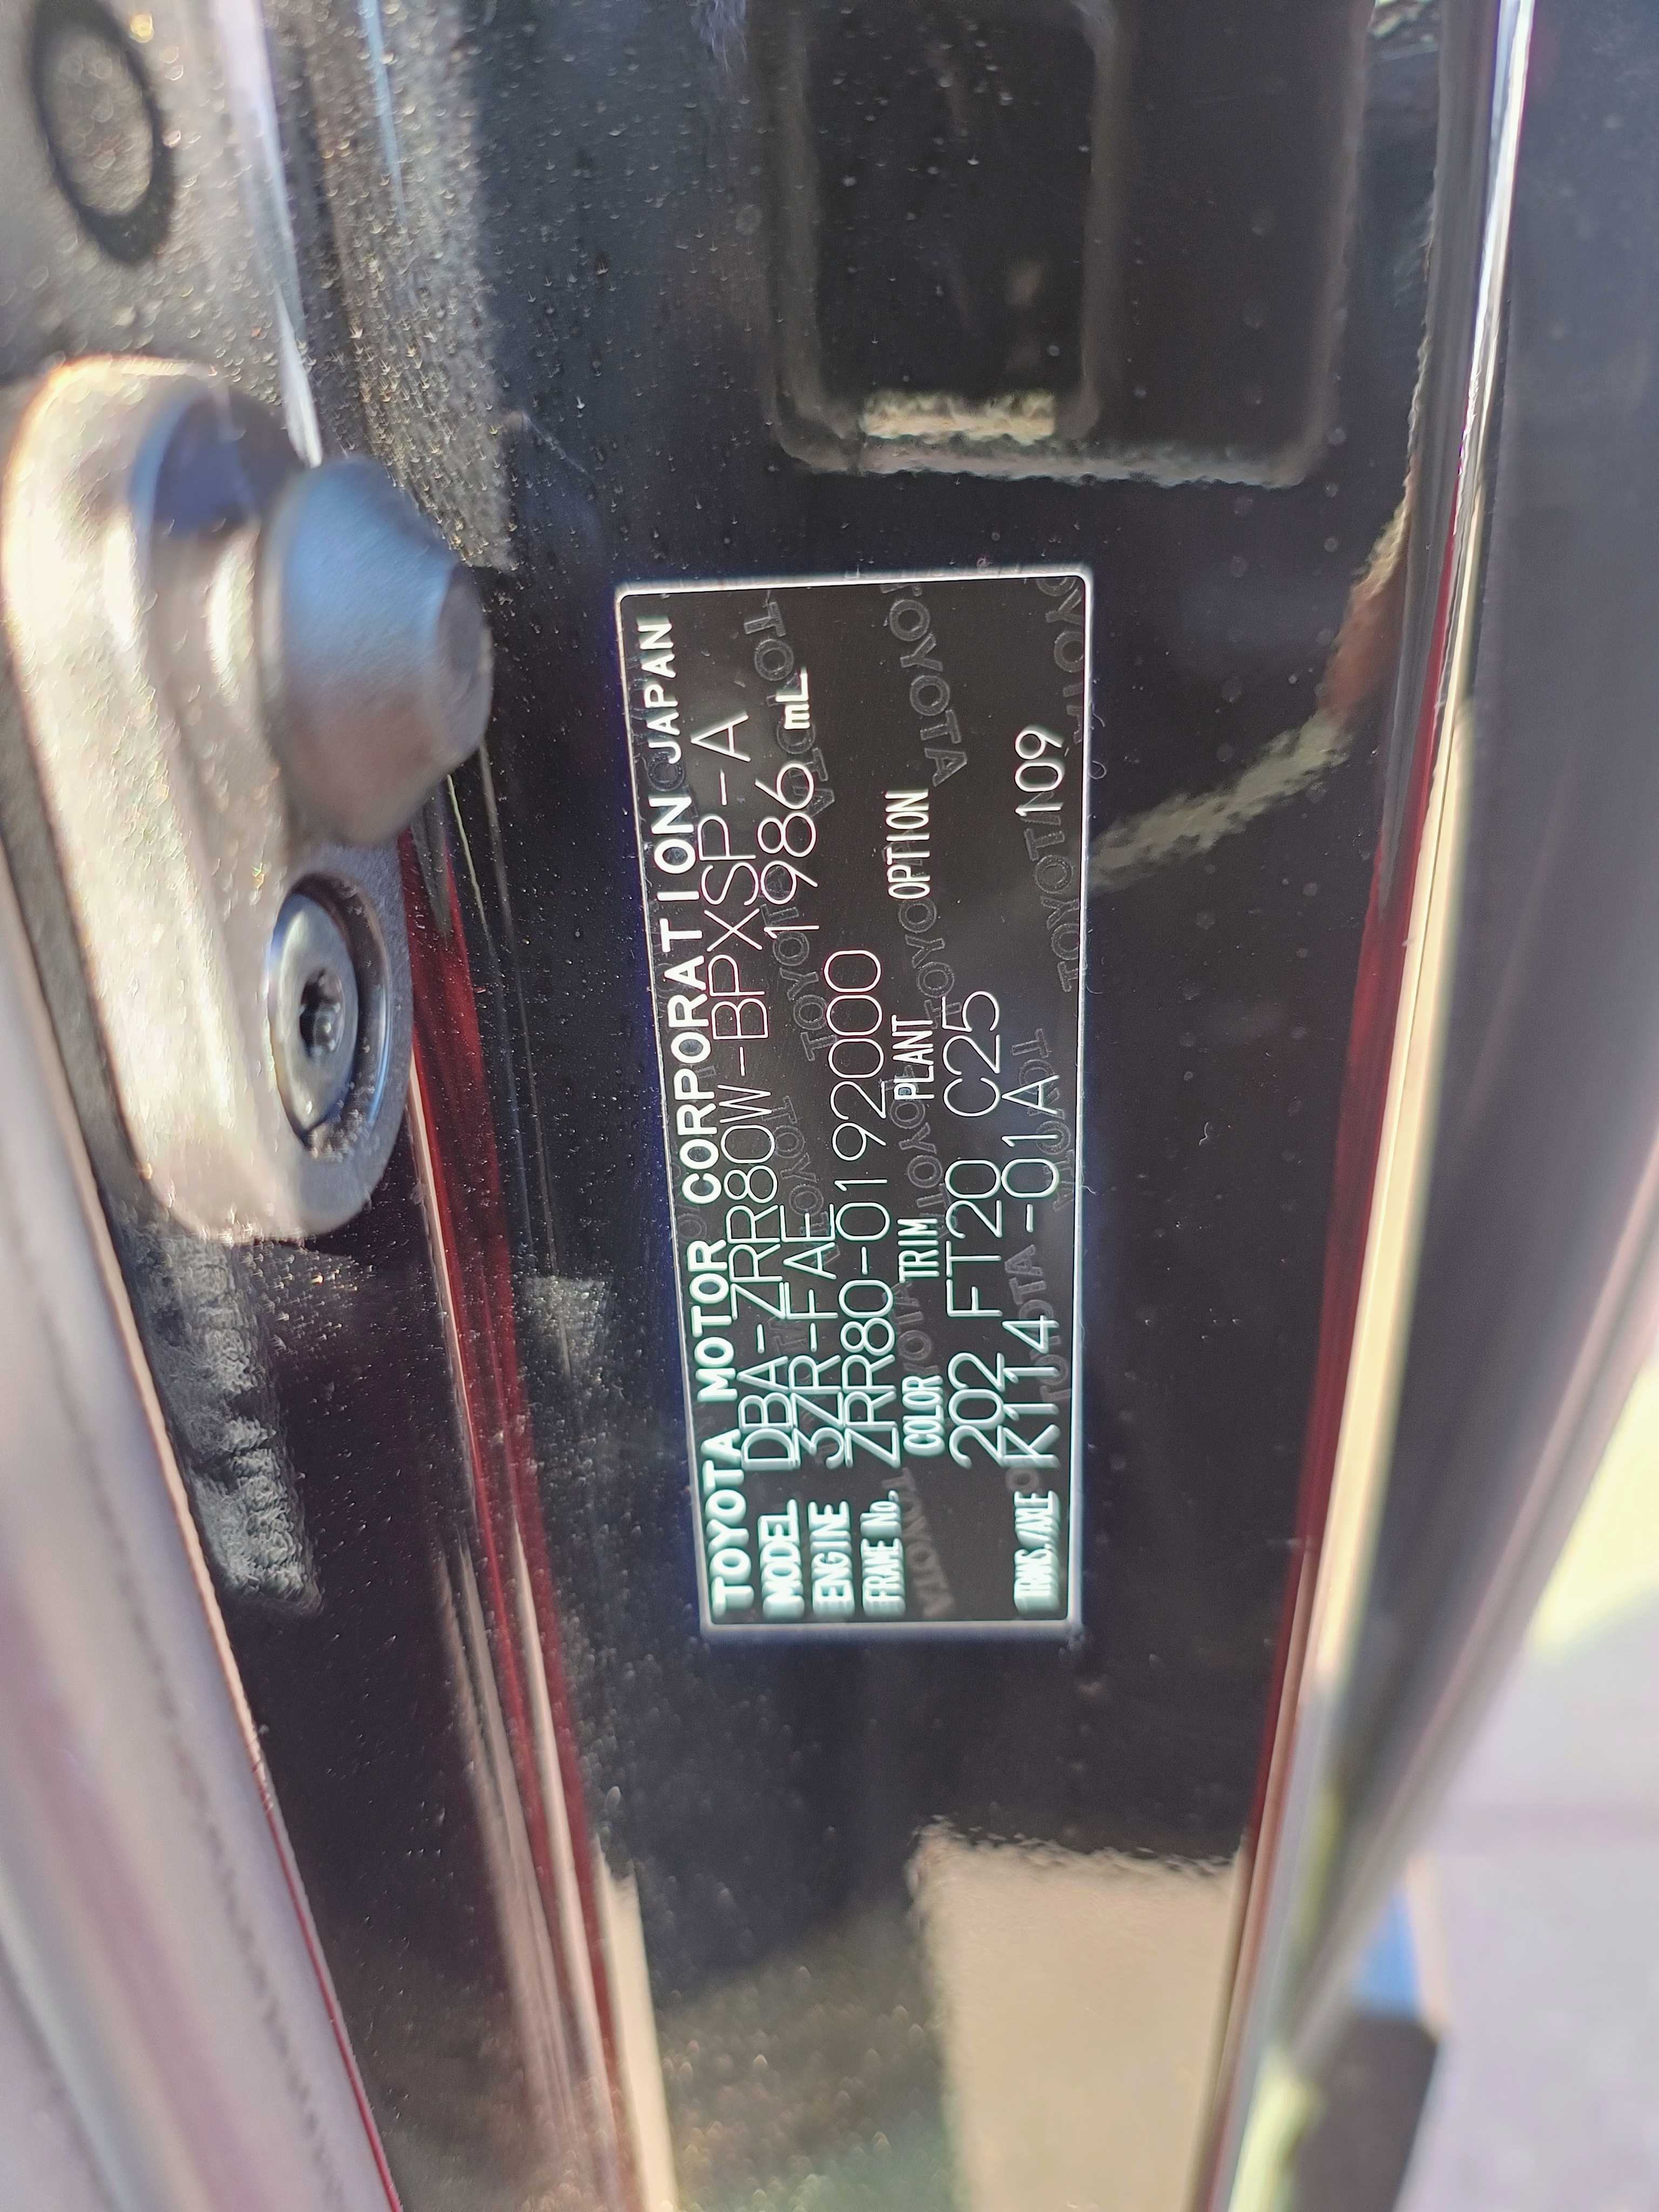 TOYOTA MOTOR CORPORATION JAPAN
MODEL DBA-ZRR80W-BPXSP-A
ENGINE 3ZR-FAE 1986 mL
FRAME No. ZRR80-0192000
COLOR TRIM PLANT OPTION
202 FT20 C25
TRANS./AXLE K114 -01A /109